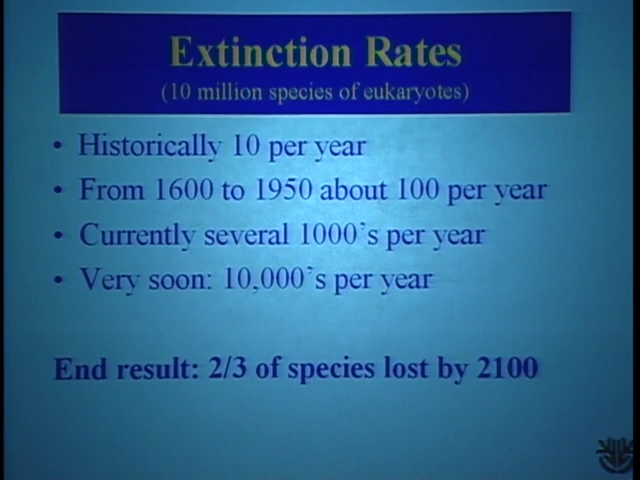 Extinction Rates
(10 million species of eukaryotes)
• Historically 10 per year
• From 1600 to 1950 about 100 per year
• Currently several 1000's per year
• Very soon: 10,000's per year
End result: 2/3 of species lost by 2100